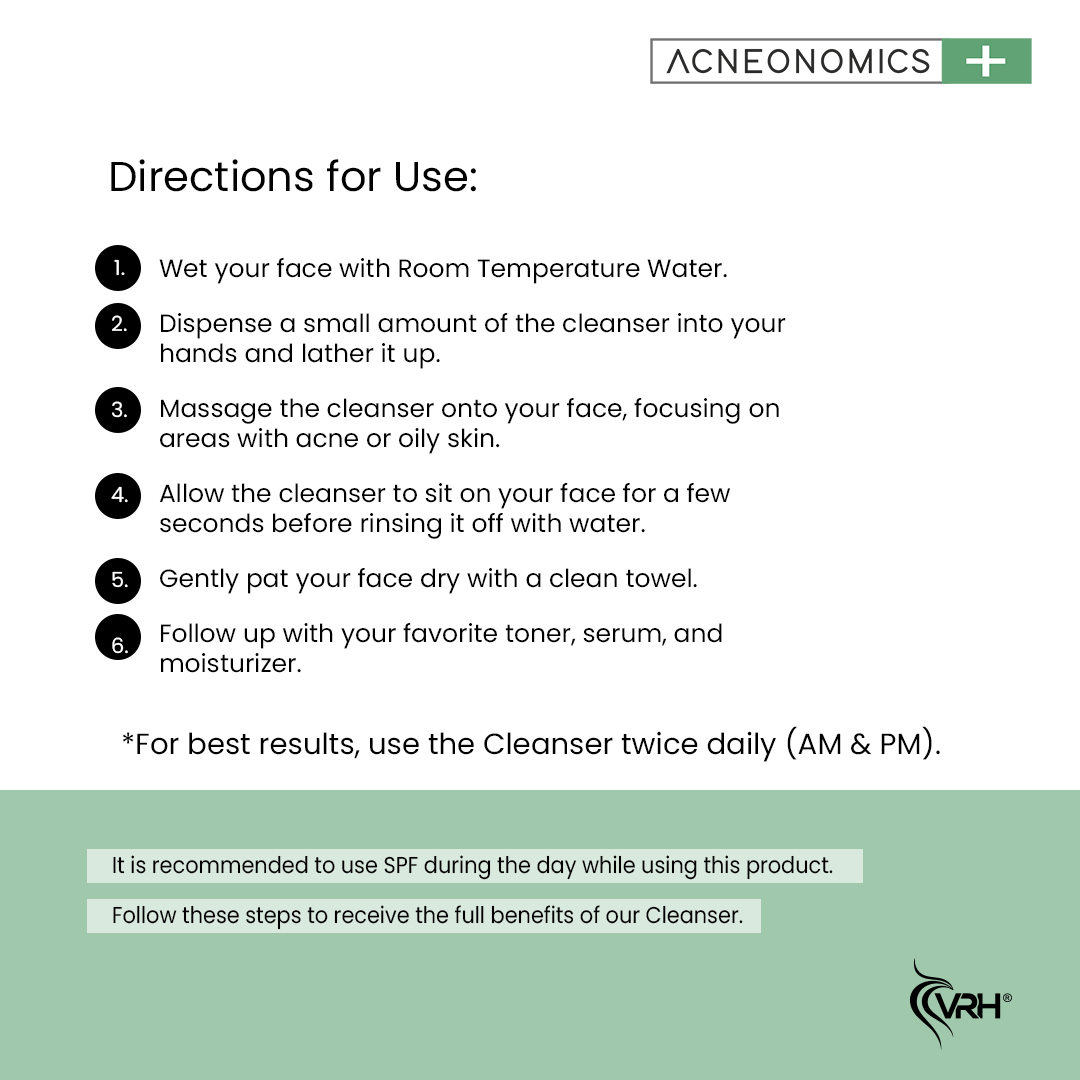 ACNEONOMICS +
Directions for Use:
1. Wet your face with Room Temperature Water.
2. Dispense a small amount of the cleanser into your
hands and lather it up.
3. Massage the cleanser onto your face, focusing on
areas with acne or oily skin.
4. Allow the cleanser to sit on your face for a few
seconds before rinsing it off with water.
5. Gently pat your face dry with a clean towel.
6. Follow up with your favorite toner, serum, and
moisturizer.
*For best results, use the Cleanser twice daily (AM & PM).
It is recommended to use SPF during the day while using this product.
Follow these steps to receive the full benefits of our Cleanser.
VRH®